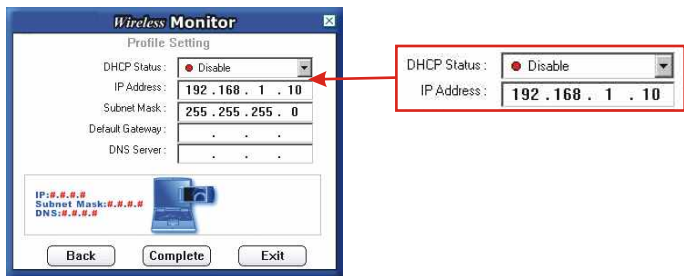 Wireless Monitor
Profile Setting
DHCP Status : Disable
IP Address : 192 . 168 . 1 . 10
Subnet Mask : 255 . 255 . 255 . 0
Default Gateway : . . .
DNS Server : . . .
IP:#.#.#.#
Subnet Mask:#.#.#.#
DNS:#.#.#.#
Back Complete Exit
DHCP Status : Disable
IP Address : 192 . 168 . 1 . 10